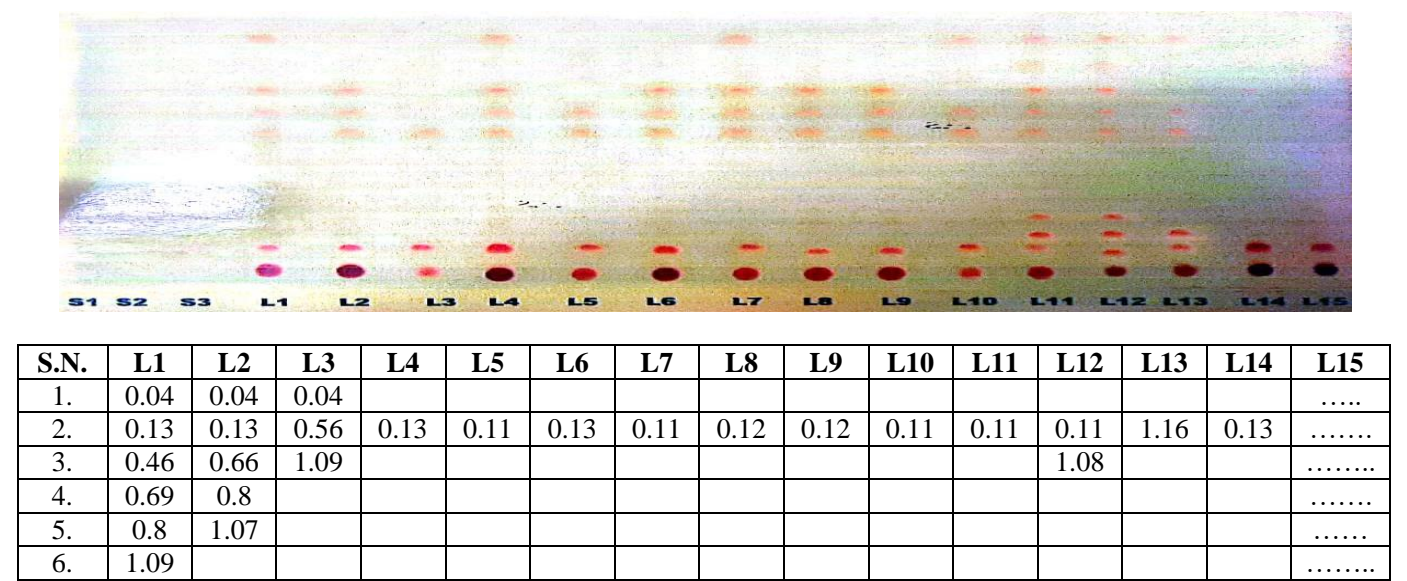 S1 S2 S3 L1 L2 L3 L4 L5 L6 L7 L8 L9 L10 L11 L12 L13 L14 L15
S.N. L1 L2 L3 L4 L5 L6 L7 L8 L9 L10 L11 L12 L13 L14 L15
1. 0.04 0.04 0.04 …..
2. 0.13 0.13 0.56 0.13 0.11 0.13 0.11 0.12 0.12 0.11 0.11 0.11 1.16 0.13 …….
3. 0.46 0.66 1.09 1.08 ……..
4. 0.69 0.8 …….
5. 0.8 1.07 ……
6. 1.09 ……..